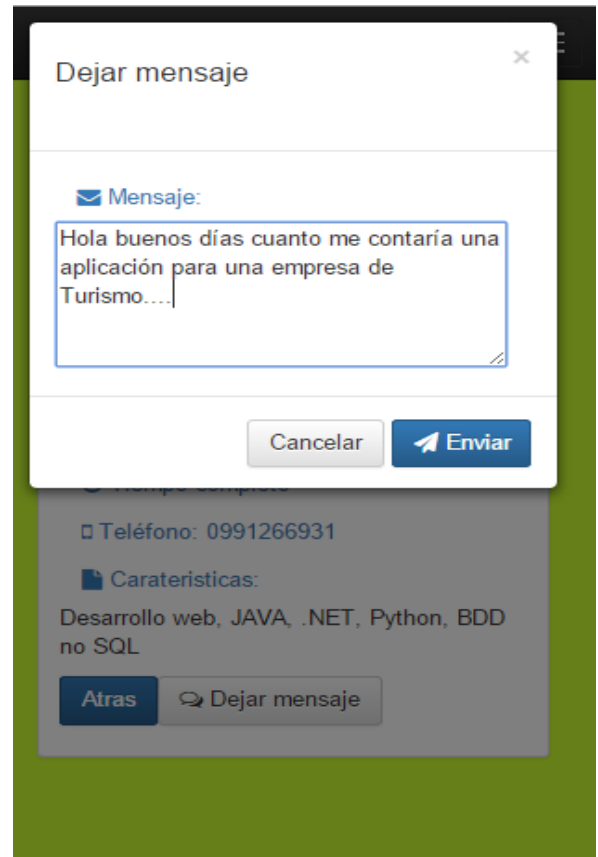 Dejar mensaje
×
Mensaje:
Hola buenos días cuanto me contaría una
aplicación para una empresa de
Turismo....
Cancelar
Enviar
Tiempo completo
Teléfono: 0991266931
Carateristicas:
Desarrollo web, JAVA, .NET, Python, BDD
no SQL
Atras
Dejar mensaje